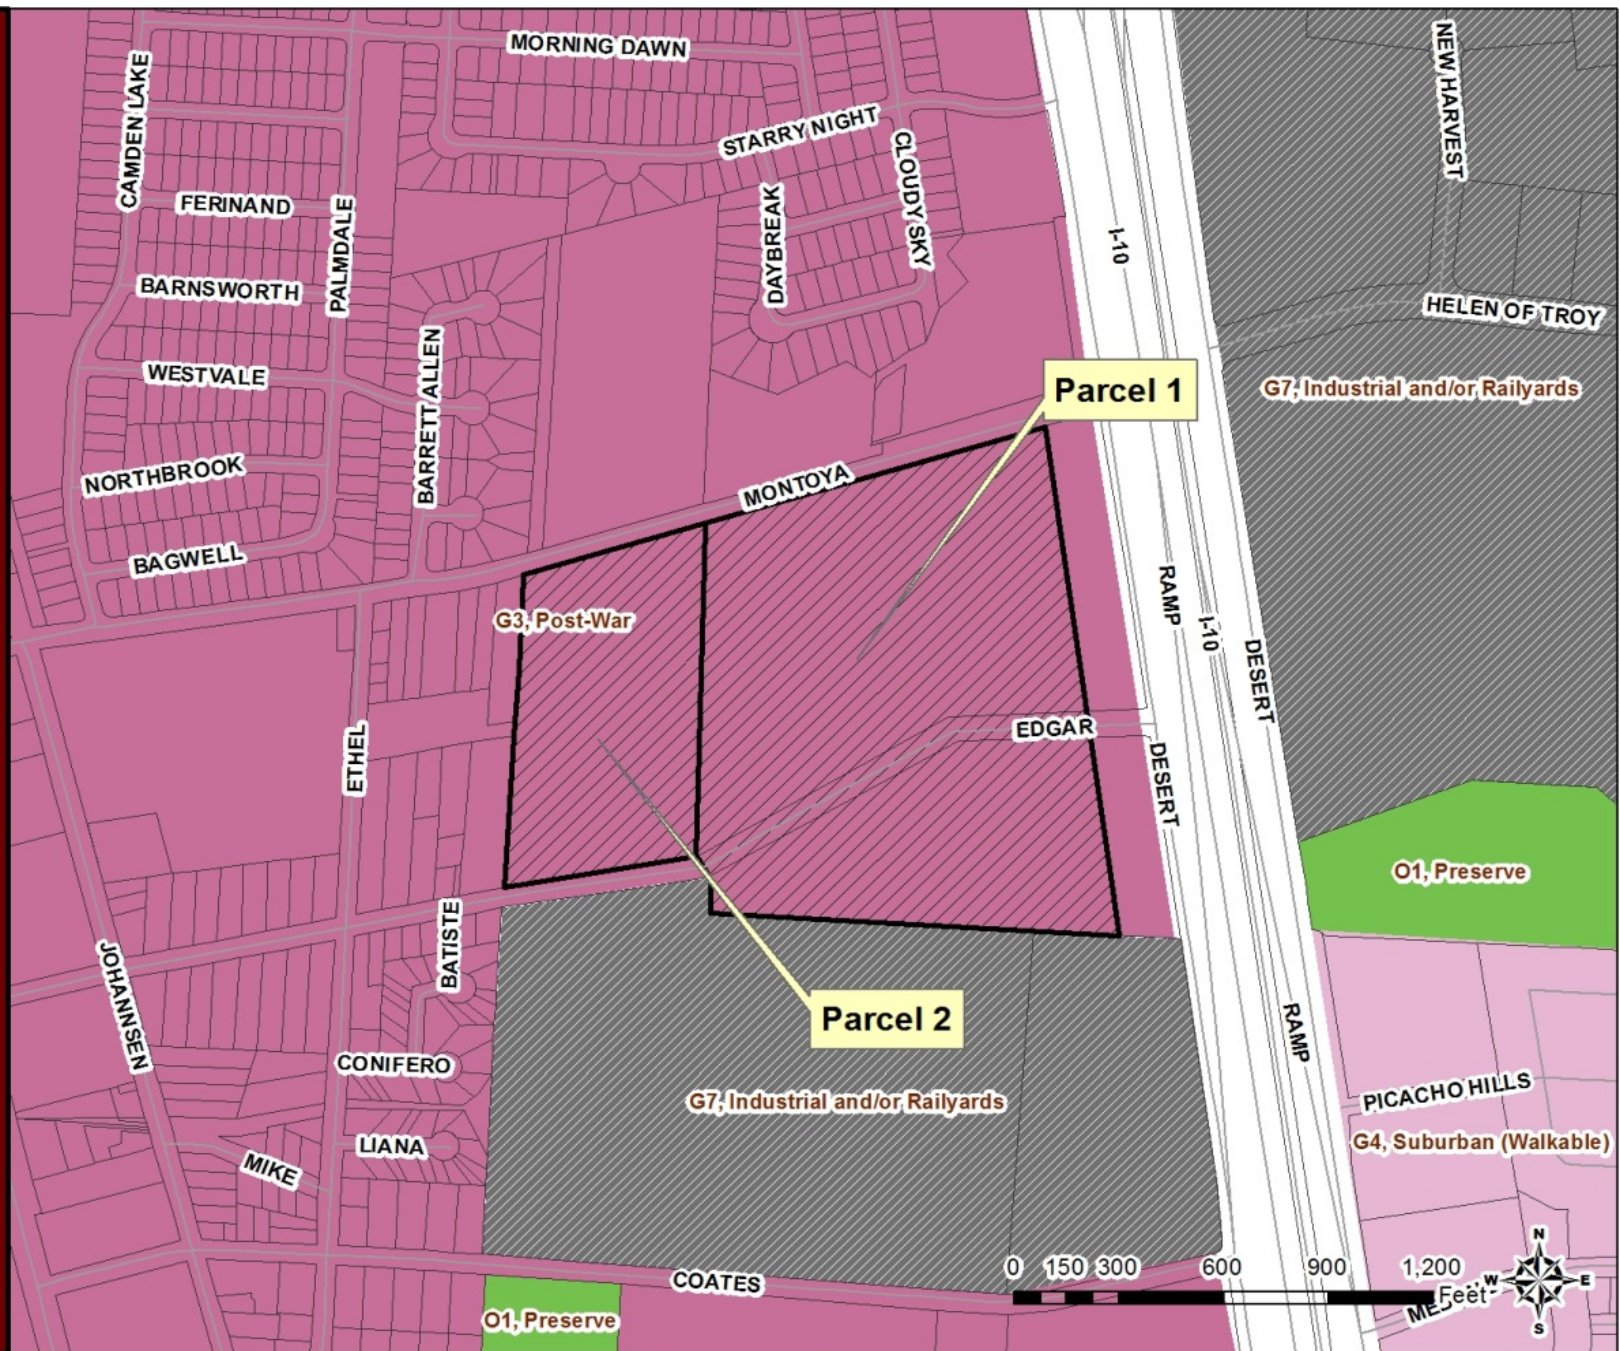 MORNING DAWN
NEW HARVEST
CAMDEN LAKE
STARRY NIGHT
CLOUDY SKY
FERINAND
PALMDALE
DAYBREAK
I-10
BARNSWORTH
HELEN OF TROY
WESTVALE
BARRETT ALLEN
Parcel 1
G7, Industrial and/or Railyards
NORTHBROOK
MONTOYA
BAGWELL
RAMP
G3, Post-War
I-10
DESERT
ETHEL
EDGAR
DESERT
O1, Preserve
BATISTE
JOHANNSEN
Parcel 2
RAMP
CONIFERO
G7, Industrial and/or Railyards
PICACHO HILLS
LIANA
G4, Suburban (Walkable)
MIKE
N
W
E
S
0 150 300 600 900 1,200
Feet
COATES
O1, Preserve